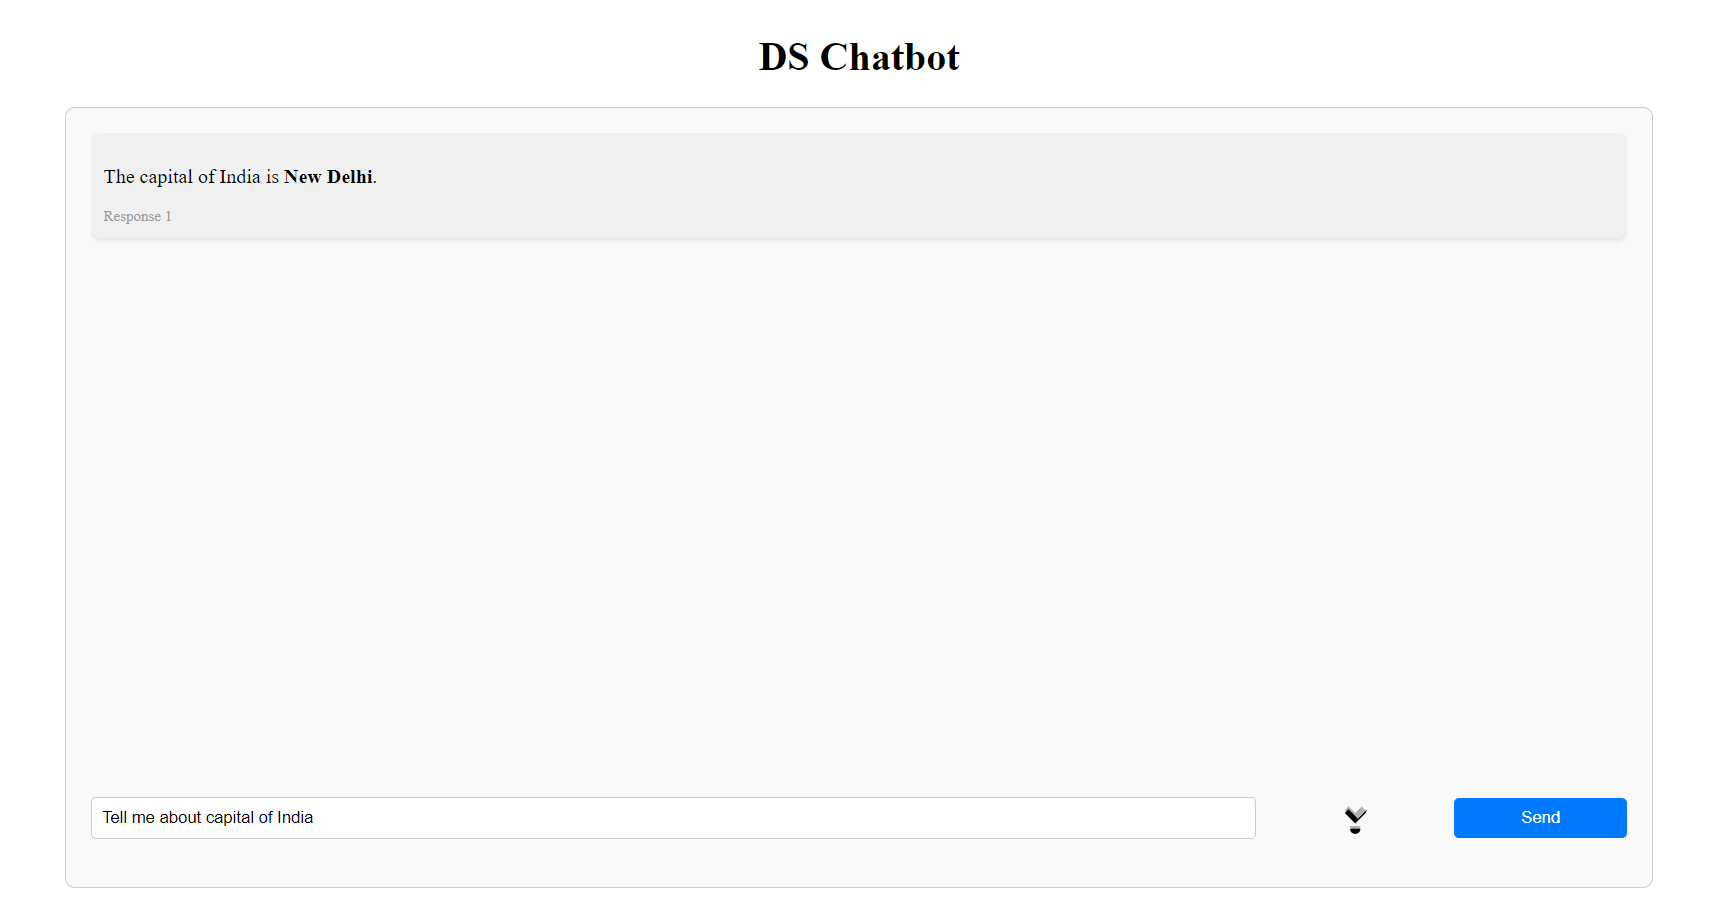 DS Chatbot
The capital of India is New Delhi.
Response 1
Tell me about capital of India
Send